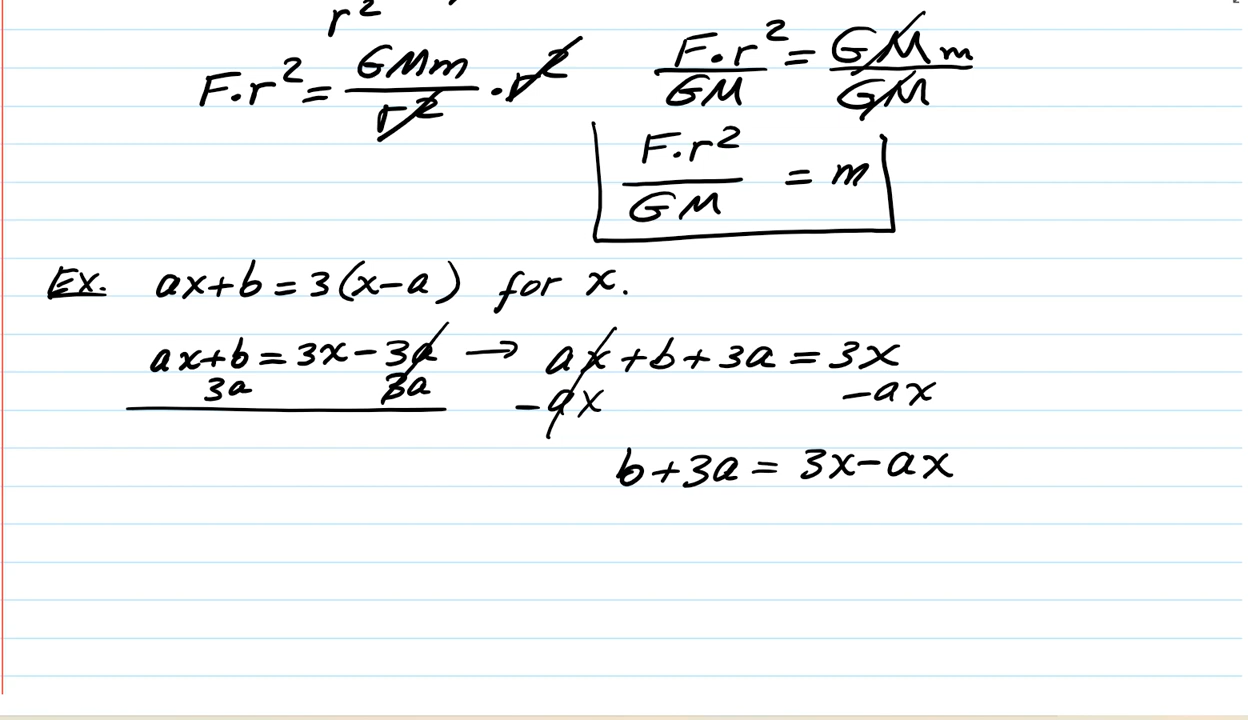 r²
F·r² = GMm/r² · r²    F·r²/GM = GMm/GM
F·r²/GM = m
Ex. ax+b = 3(x-a) for x.
ax+b = 3x-3a → ax+b+3a = 3x
3a 3a -ax -ax
b+3a = 3x-ax